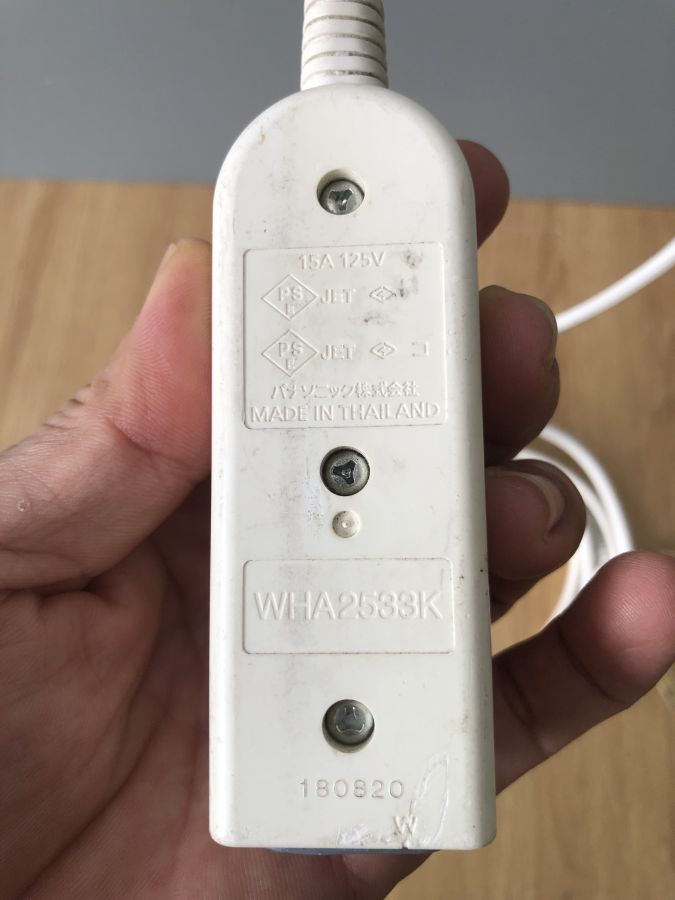 15A 125V
PS E JET
PS E JET コ
パナソニック株式会社
MADE IN THAILAND
WHA2533K
180820
W